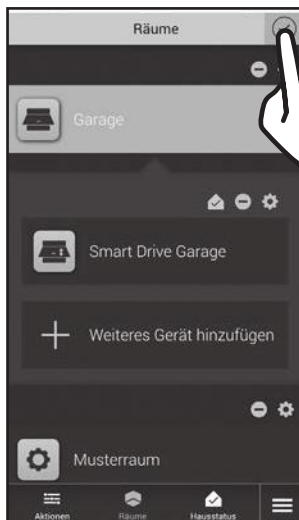 Räume
Garage
Smart Drive Garage
Weiteres Gerät hinzufügen
Musterraum
Aktionen
Räume
Hausstatus